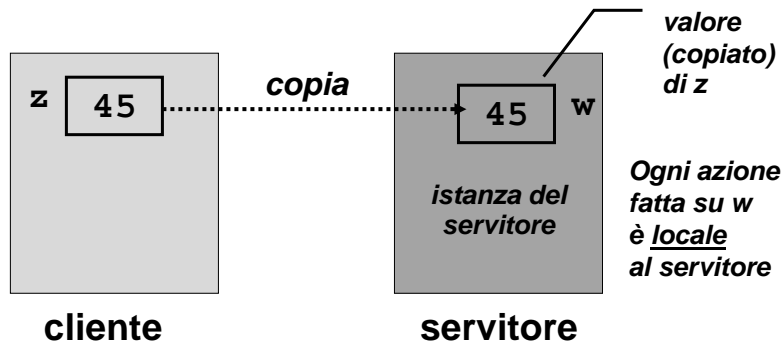 valore
(copiato)
di z
z
45
copia
45
w
istanza del
servitore
Ogni azione
fatta su w
è locale
al servitore
cliente
servitore